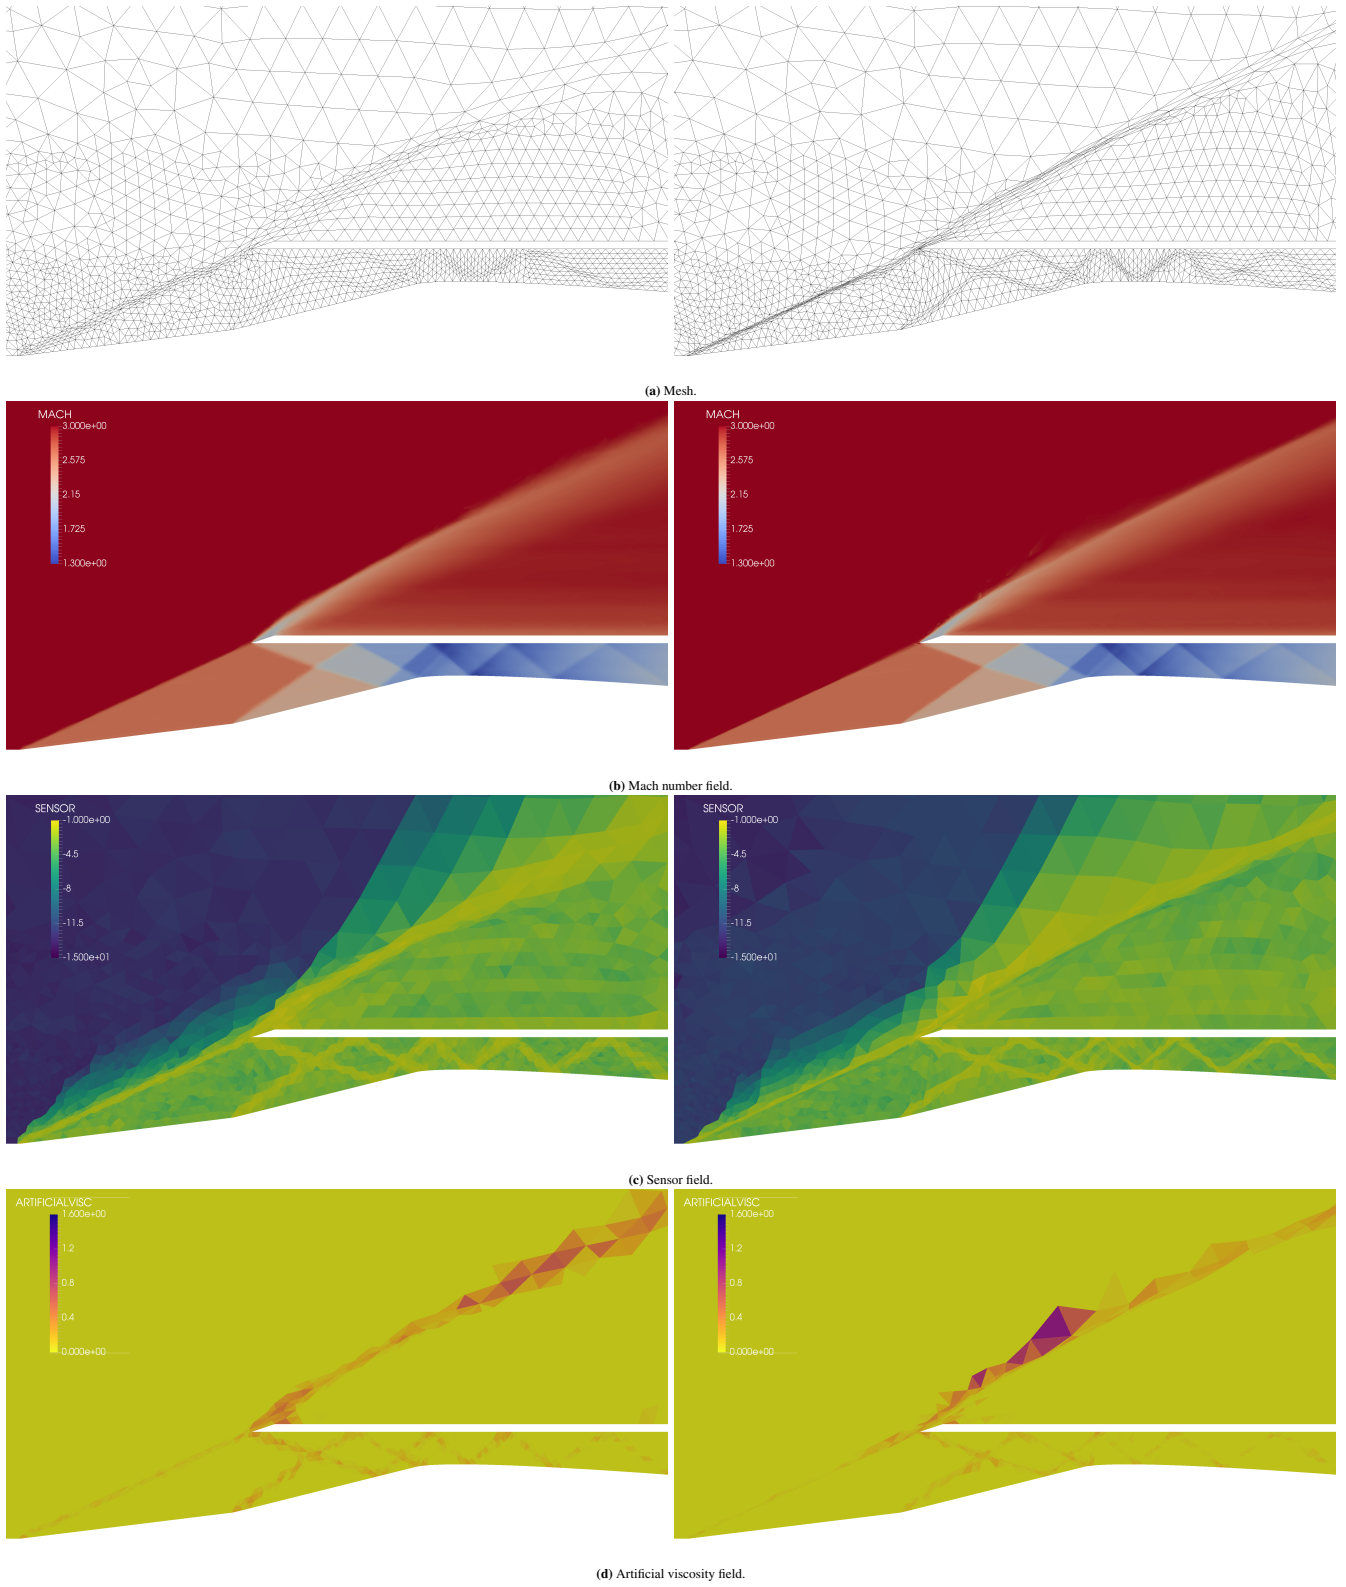 (a) Mesh.
MACH
3.000e+00
2.575
2.15
1.725
1.300e+00
MACH
3.000e+00
2.575
2.15
1.725
1.300e+00
(b) Mach number field.
SENSOR
-1.000e+00
-4.5
-8
-11.5
-1.500e+01
SENSOR
-1.000e+00
-4.5
-8
-11.5
-1.500e+01
(c) Sensor field.
ARTIFICIALVISC
1.600e+00
1.2
0.8
0.4
0.000e+00
ARTIFICIALVISC
1.600e+00
1.2
0.8
0.4
0.000e+00
(d) Artificial viscosity field.